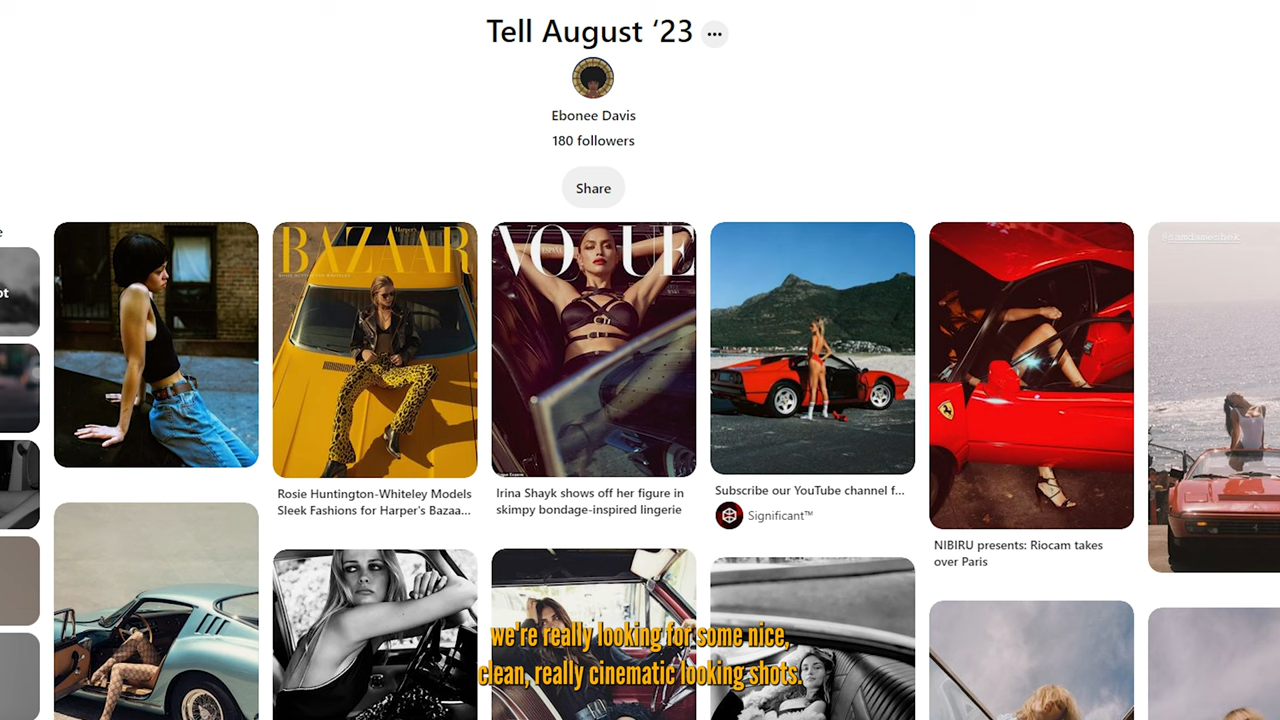 Tell August ‘23
Ebonee Davis
180 followers
Share
BAZAAR
Harper's
VOGUE
@sandameshek
Rosie Huntington-Whiteley Models
Sleek Fashions for Harper's Bazaa...
Irina Shayk shows off her figure in
skimpy bondage-inspired lingerie
Subscribe our YouTube channel f...
Significant™
NIBIRU presents: Riocam takes
over Paris
we're really looking for some nice,
clean, really cinematic looking shots.